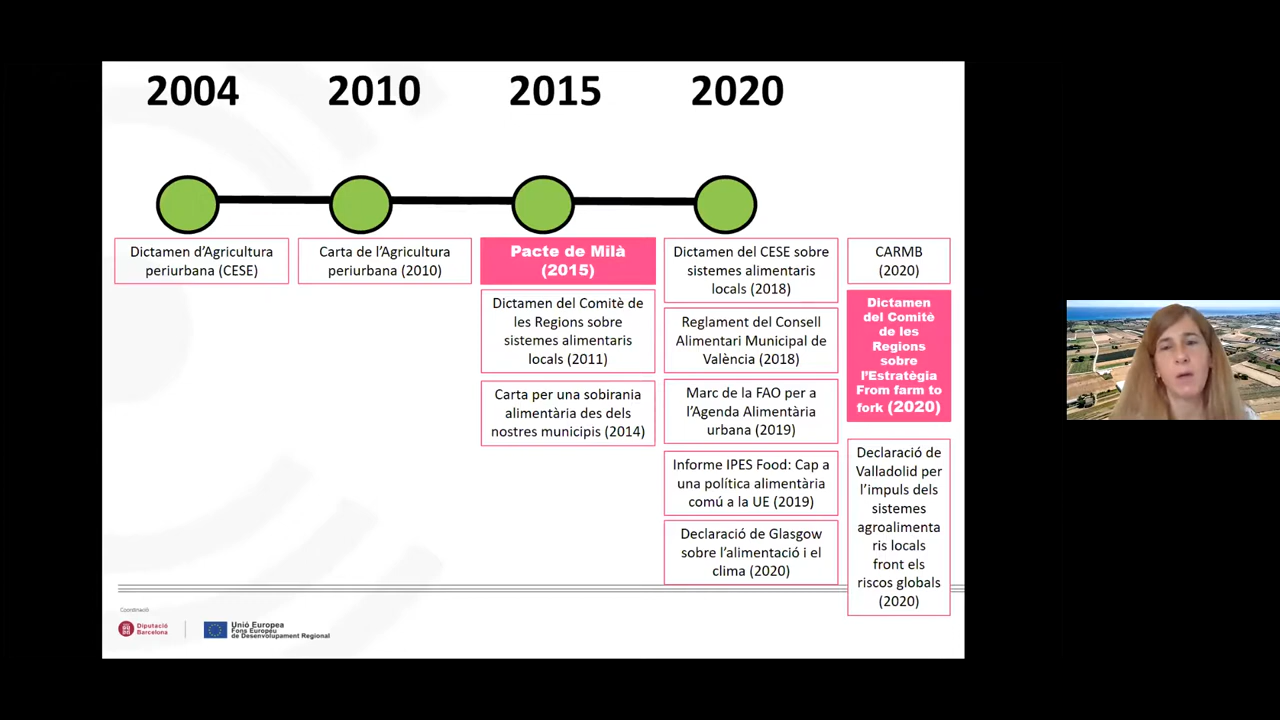 2004
2010
2015
2020
Dictamen d'Agricultura
periurbana (CESE)
Carta de l'Agricultura
periurbana (2010)
Pacte de Milà
(2015)
Dictamen del Comitè de
les Regions sobre
sistemes alimentaris
locals (2011)
Carta per una sobirania
alimentària des dels
nostres municipis (2014)
Dictamen del CESE sobre
sistemes alimentaris
locals (2018)
Reglament del Consell
Alimentari Municipal de
València (2018)
Marc de la FAO per a
l'Agenda Alimentària
urbana (2019)
Informe IPES Food: Cap a
una política alimentària
comú a la UE (2019)
Declaració de Glasgow
sobre l'alimentació i el
clima (2020)
CARMB
(2020)
Dictamen
del Comitè
de les
Regions
sobre
l'Estratègia
From farm to
fork (2020)
Declaració de
Valladolid per
l'impuls dels
sistemes
agroalimenta
ris locals
front els
riscos globals
(2020)
Coordinació:
Diputació
Barcelona
Unió Europea
Fons Europeu
de Desenvolupament Regional